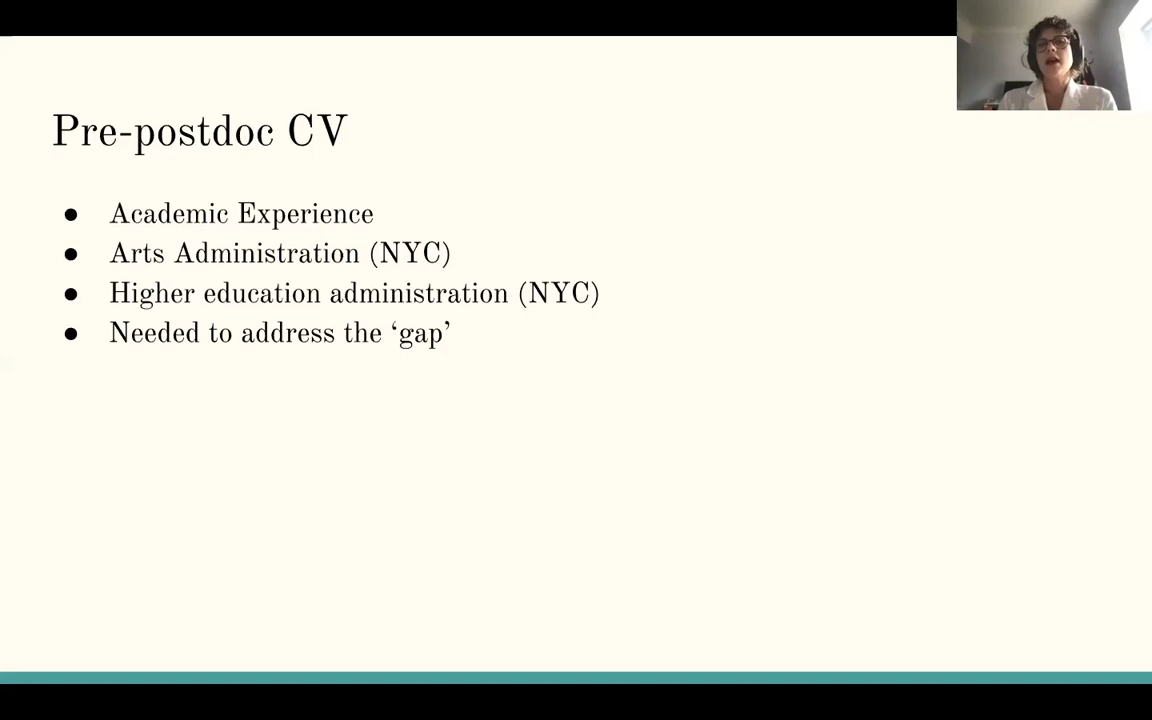 Pre-postdoc CV
● Academic Experience
● Arts Administration (NYC)
● Higher education administration (NYC)
● Needed to address the ‘gap’